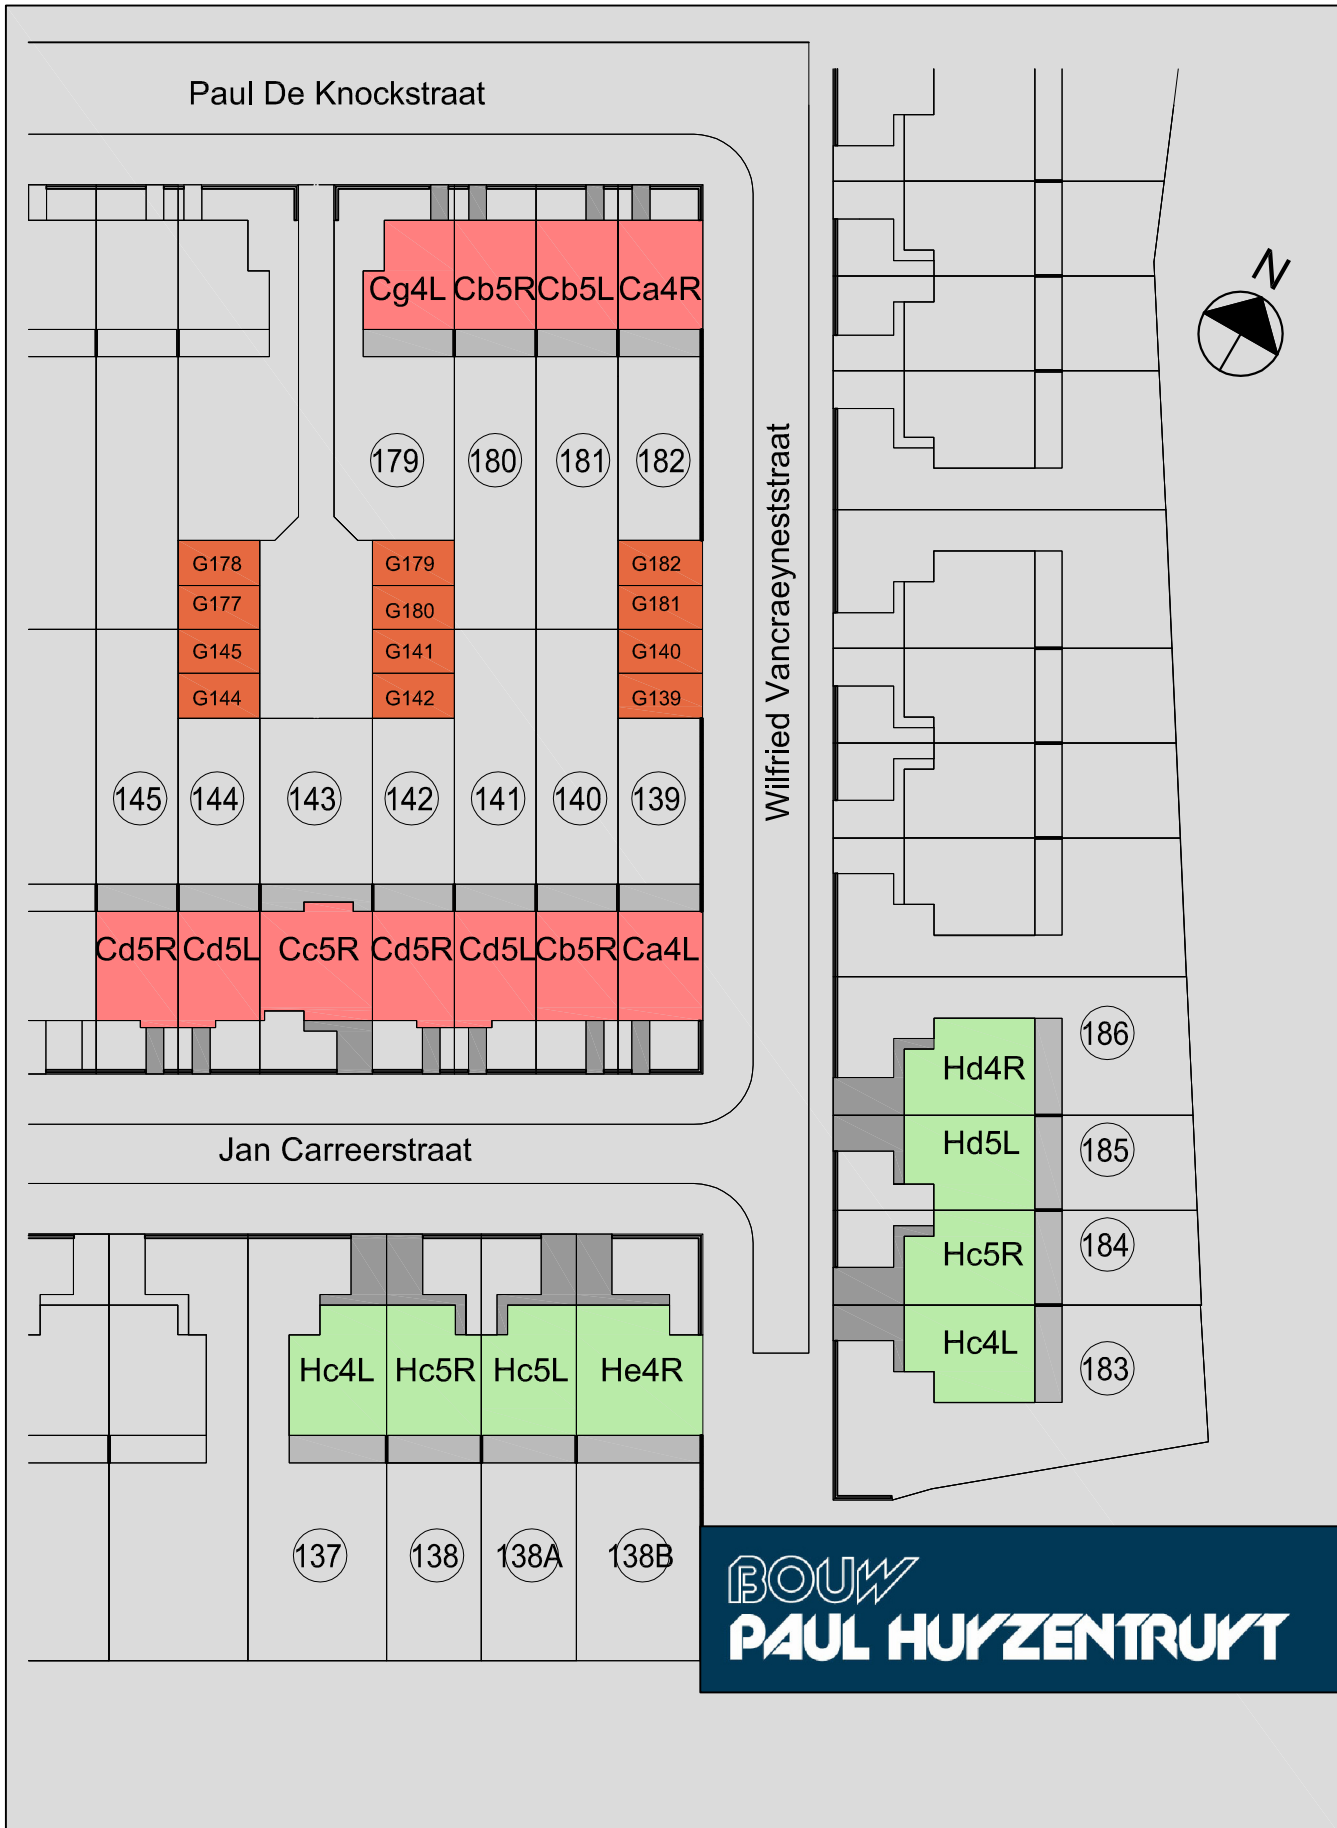 Paul De Knockstraat
N
Cg4L Cb5R Cb5L Ca4R
179 180 181 182
Wilfried Vancraeyneststraat
G178 G179 G182
G177 G180 G181
G145 G141 G140
G144 G142 G139
145 144 143 142 141 140 139
Cd5R Cd5L Cc5R Cd5R Cd5L Cb5R Ca4L
186
Hd4R
Jan Carreerstraat
Hd5L 185
Hc5R 184
Hc4L 183
Hc4L Hc5R Hc5L He4R
137 138 138A 138B
BOUW
PAUL HUYZENTRUYT